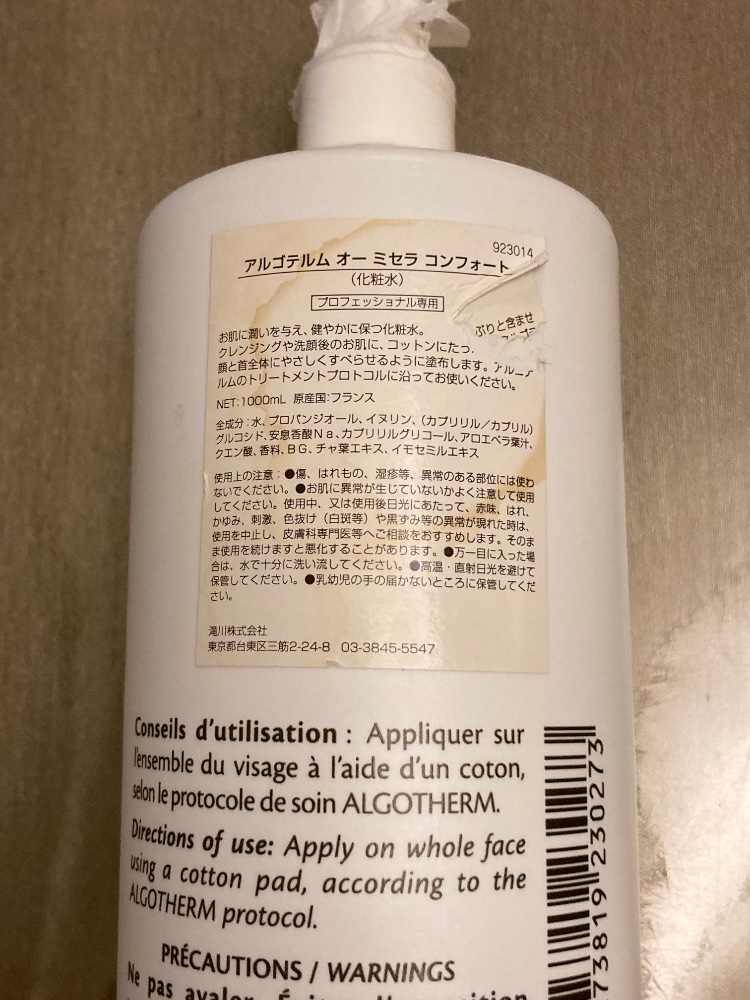 923014
アルゴテルム オー ミセラ コンフォート
(化粧水)
プロフェッショナル専用
お肌に潤いを与え、健やかに保つ化粧水。
クレンジングや洗顔後のお肌に、コットンにたっ
ぷりと含ませ
顔と首全体にやさしくすべらせるように塗布します。アルゴテ
ルムのトリートメントプロトコルに沿ってお使いください。
NET:1000mL 原産国:フランス
全成分:水、プロパンジオール、イヌリン、(カプリリル/カプリル)
グルコシド、安息香酸Na、カプリリルグリコール、アロエベラ葉汁、
クエン酸、香料、BG、チャ葉エキス、イモセミルエキス
使用上の注意:●傷、はれもの、湿疹等、異常のある部位には使わ
ないでください。●お肌に異常が生じていないかよく注意して使用
してください。使用中、又は使用後日光にあたって、赤味、はれ、
かゆみ、刺激、色抜け(白斑等)や黒ずみ等の異常が現れた時は、
使用を中止し、皮膚科専門医等へご相談をおすすめします。そのまま
ま使用を続けますと悪化することがあります。●万一目に入った場
合は、水で十分に洗い流してください。●高温・直射日光を避けて
保管してください。●乳幼児の手の届かないところに保管してくだ
さい。
滝川株式会社
東京都台東区三筋2-24-8 03-3845-5547
Conseils d'utilisation : Appliquer sur
l'ensemble du visage à l'aide d'un coton,
selon le protocole de soin ALGOTHERM.
Directions of use: Apply on whole face
using a cotton pad, according to the
ALGOTHERM protocol.
PRÉCAUTIONS / WARNINGS
Ne pas avaler.
73819 230273